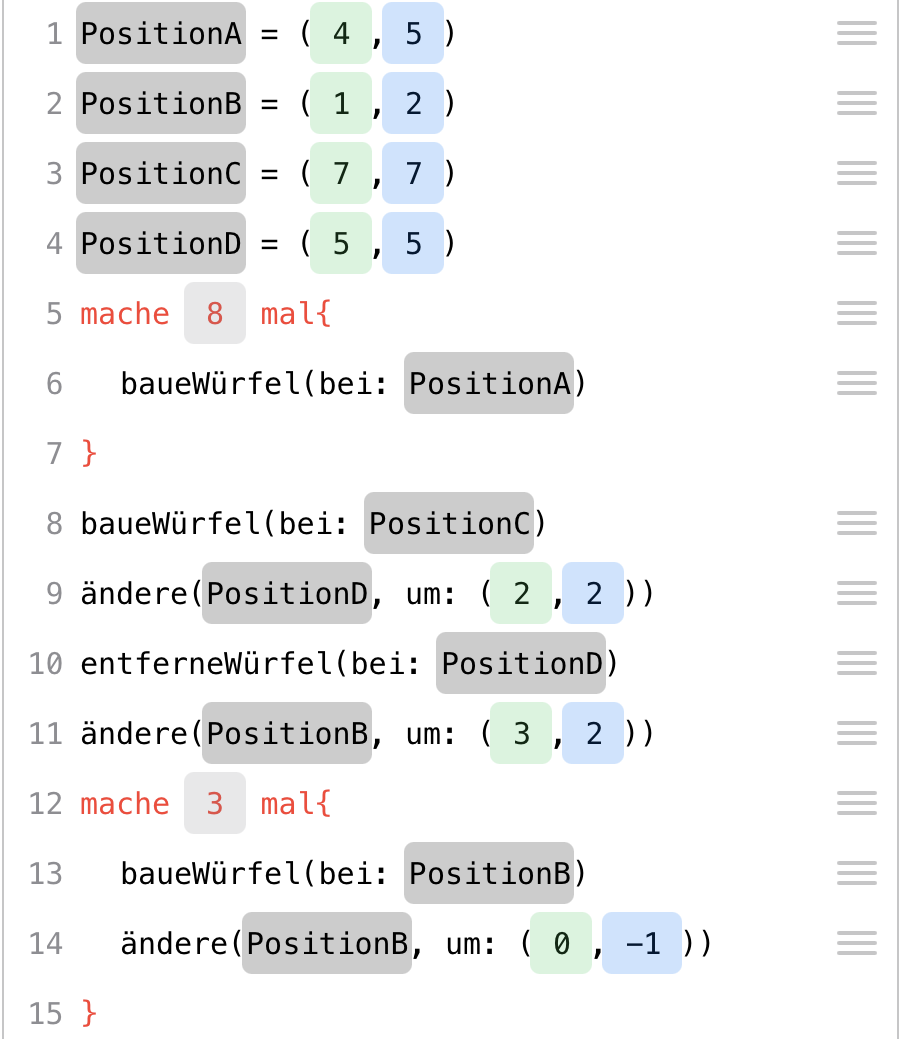 1 PositionA = ( 4 , 5 )
2 PositionB = ( 1 , 2 )
3 PositionC = ( 7 , 7 )
4 PositionD = ( 5 , 5 )
5 mache 8 mal{
6 baueWürfel(bei: PositionA)
7 }
8 baueWürfel(bei: PositionC)
9 ändere(PositionD, um: ( 2 , 2 ))
10 entferneWürfel(bei: PositionD)
11 ändere(PositionB, um: ( 3 , 2 ))
12 mache 3 mal{
13 baueWürfel(bei: PositionB)
14 ändere(PositionB, um: ( 0 , −1 ))
15 }